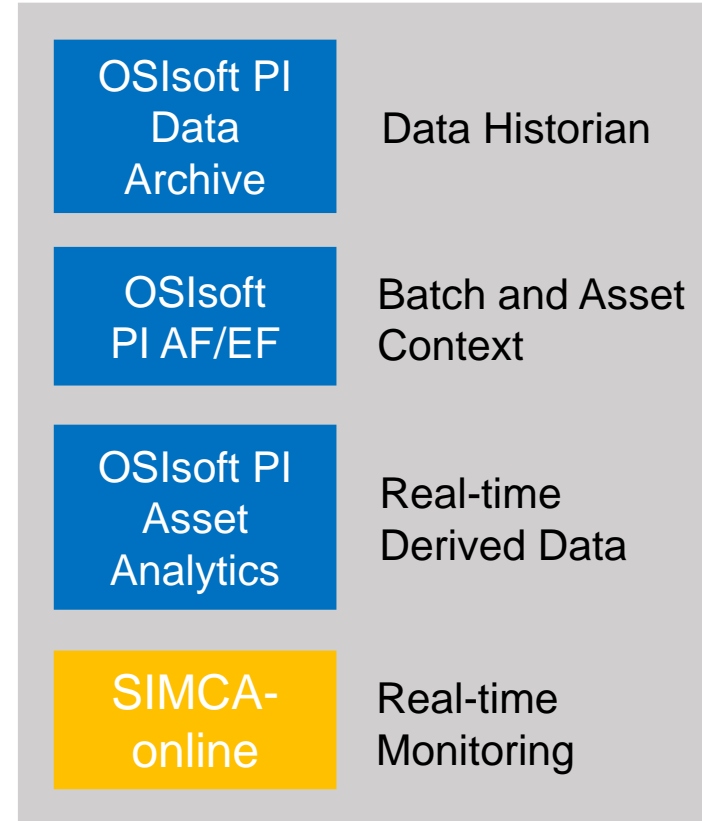 OSIsoft PI
Data
Archive
Data Historian
OSIsoft
PI AF/EF
Batch and Asset
Context
OSIsoft PI
Asset
Analytics
Real-time
Derived Data
SIMCA-
online
Real-time
Monitoring